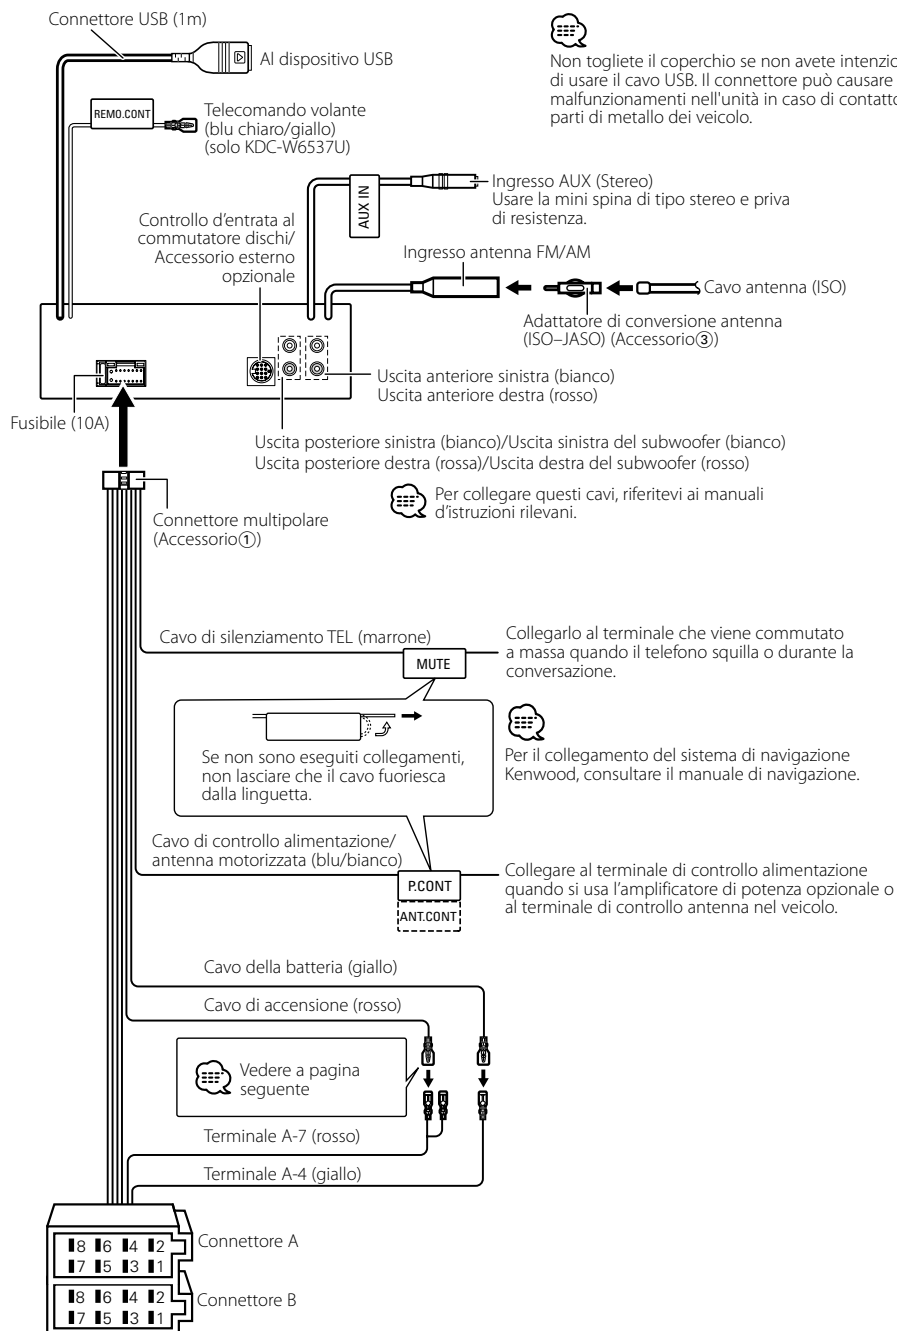 Connettore USB (1m)
Al dispositivo USB
Non togliete il coperchio se non avete
di usare il cavo USB. Il connettore può causare
malfunzionamenti nell'unità in caso di
parti di metallo dei veicolo.
REMO.CONT
Telecomando volante
(blu chiaro/giallo)
(solo KDC-W6537U)
AUX IN
Ingresso AUX (Stereo)
Usare la mini spina di tipo stereo e priva
di resistenza.
Controllo d'entrata al
commutatore dischi/
Accessorio esterno
opzionale
Ingresso antenna FM/AM
Cavo antenna (ISO)
Adattatore di conversione antenna
(ISO–JASO) (Accessorio③)
Uscita anteriore sinistra (bianco)
Uscita anteriore destra (rosso)
Fusibile (10A)
Uscita posteriore sinistra (bianco)/Uscita sinistra del subwoofer (bianco)
Uscita posteriore destra (rossa)/Uscita destra del subwoofer (rosso)
Per collegare questi cavi, riferitevi ai manuali
d'istruzioni rilevani.
Connettore multipolare
(Accessorio①)
Cavo di silenziamento TEL (marrone)
MUTE
Collegarlo al terminale che viene commutato
a massa quando il telefono squilla o durante la
conversazione.
Se non sono eseguiti collegamenti,
non lasciare che il cavo fuoriesca
dalla linguetta.
Per il collegamento del sistema di navigazione
Kenwood, consultare il manuale di navigazione.
Cavo di controllo alimentazione/
antenna motorizzata (blu/bianco)
P.CONT
ANT.CONT
Collegare al terminale di controllo alimentazione
quando si usa l'amplificatore di potenza opzionale o
al terminale di controllo antenna nel veicolo.
Cavo della batteria (giallo)
Cavo di accensione (rosso)
Vedere a pagina
seguente
Terminale A-7 (rosso)
Terminale A-4 (giallo)
8 6 4 2
7 5 3 1
Connettore A
8 6 4 2
7 5 3 1
Connettore B